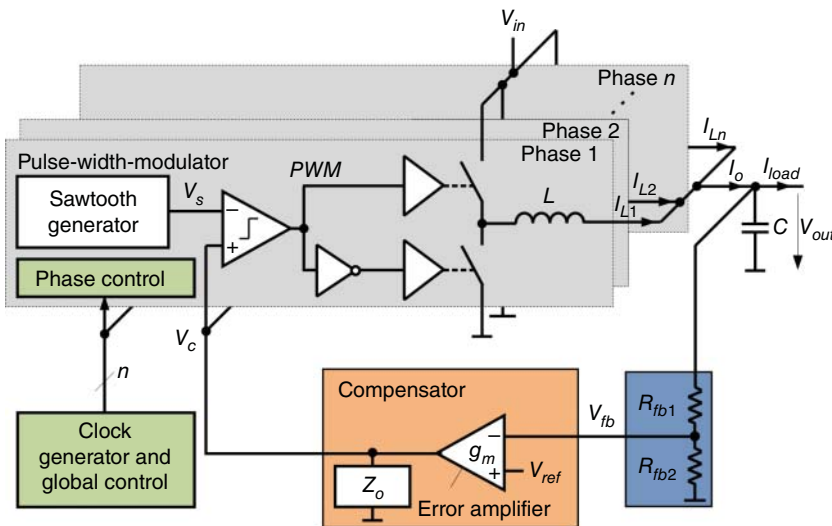 V_in
Phase n
Phase 2
Phase 1
Pulse-width-modulator
PWM
Sawtooth
generator
V_s
−
+
L
I_L1
I_L2
I_Ln
I_o
I_load
C
V_out
Phase control
V_c
n
Clock
generator and
global control
Compensator
g_m
−
+
V_ref
Z_o
Error amplifier
V_fb
R_fb1
R_fb2